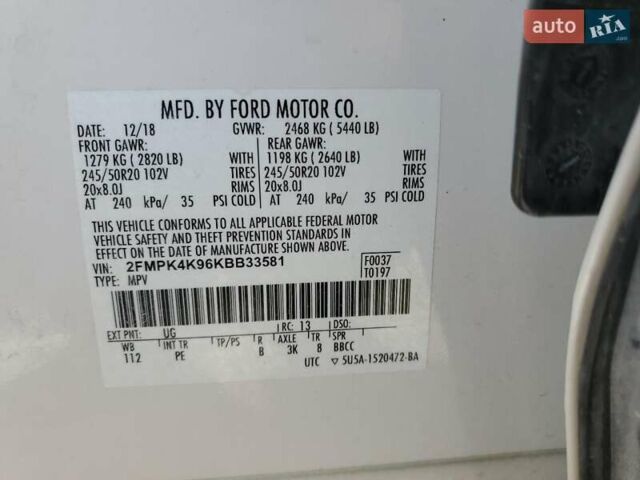 auto RIA.com
MFD. BY FORD MOTOR CO.
DATE: 12/18 GVWR: 2468 KG ( 5440 LB)
FRONT GAWR: REAR GAWR:
1279 KG ( 2820 LB) WITH 1198 KG ( 2640 LB) WITH
245/50R20 102V TIRES 245/50R20 102V TIRES
20x8.0J RIMS 20x8.0J RIMS
AT 240 kPa/ 35 PSI COLD AT 240 kPa/ 35 PSI COLD
THIS VEHICLE CONFORMS TO ALL APPLICABLE FEDERAL MOTOR
VEHICLE SAFETY AND THEFT PREVENTION STANDARDS IN
EFFECT ON THE DATE OF MANUFACTURE SHOWN ABOVE.
VIN: 2FMPK4K96KBB33581 F0037
TYPE: MPV T0197
EXT PNT: UG RC: 13 DSO:
WB INT TR TP/PS R AXLE TR SPR
112 PE B 3K 8 BBCC
UTC ▽ 5U5A-1520472-BA